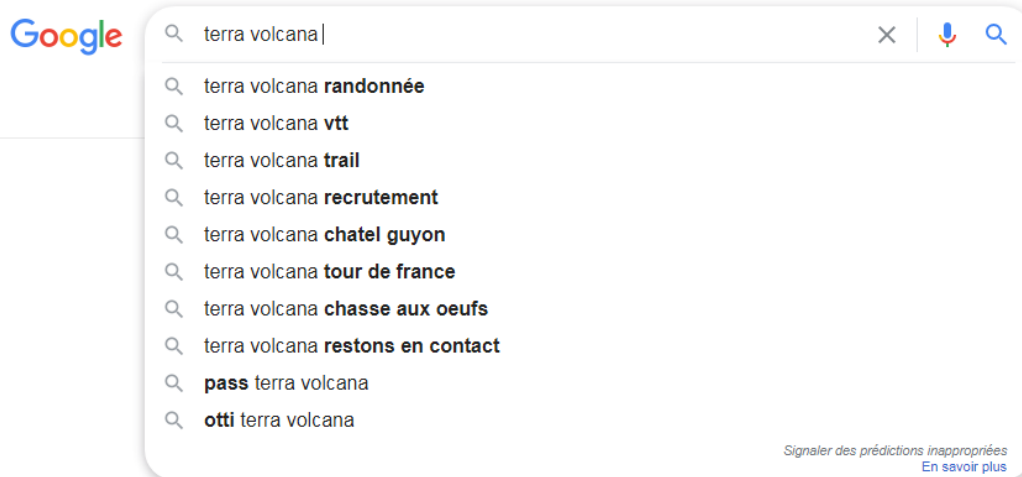 Google
terra volcana
terra volcana randonnée
terra volcana vtt
terra volcana trail
terra volcana recrutement
terra volcana chatel guyon
terra volcana tour de france
terra volcana chasse aux oeufs
terra volcana restons en contact
pass terra volcana
otti terra volcana
Signaler des prédictions inappropriées
En savoir plus